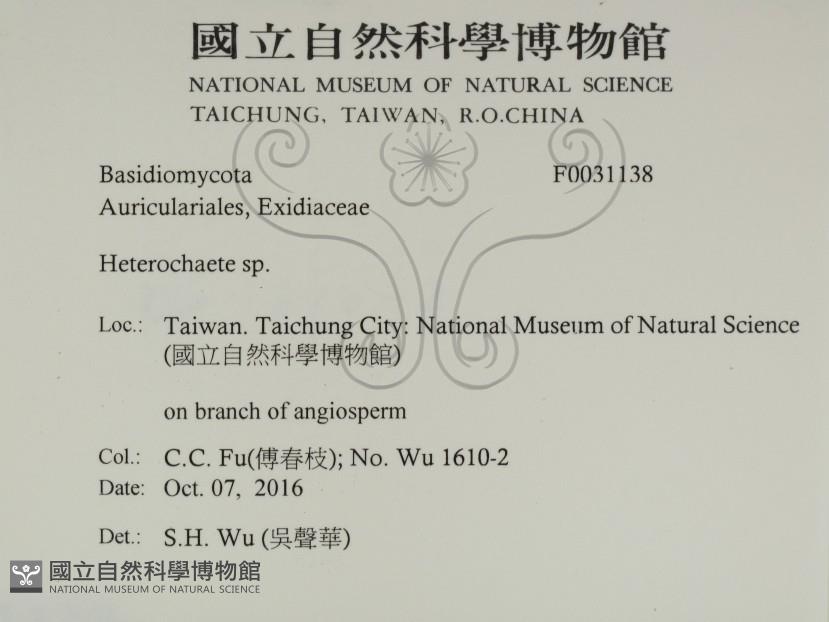 國立自然科學博物館
NATIONAL MUSEUM OF NATURAL SCIENCE
TAICHUNG, TAIWAN, R.O.CHINA
Basidiomycota F0031138
Auriculariales, Exidiaceae
Heterochaete sp.
Loc.: Taiwan. Taichung City: National Museum of Natural Science
(國立自然科學博物館)
on branch of angiosperm
Col.: C.C. Fu(傅春枝); No. Wu 1610-2
Date: Oct. 07, 2016
Det.: S.H. Wu (吳聲華)
國立自然科學博物館
NATIONAL MUSEUM OF NATURAL SCIENCE